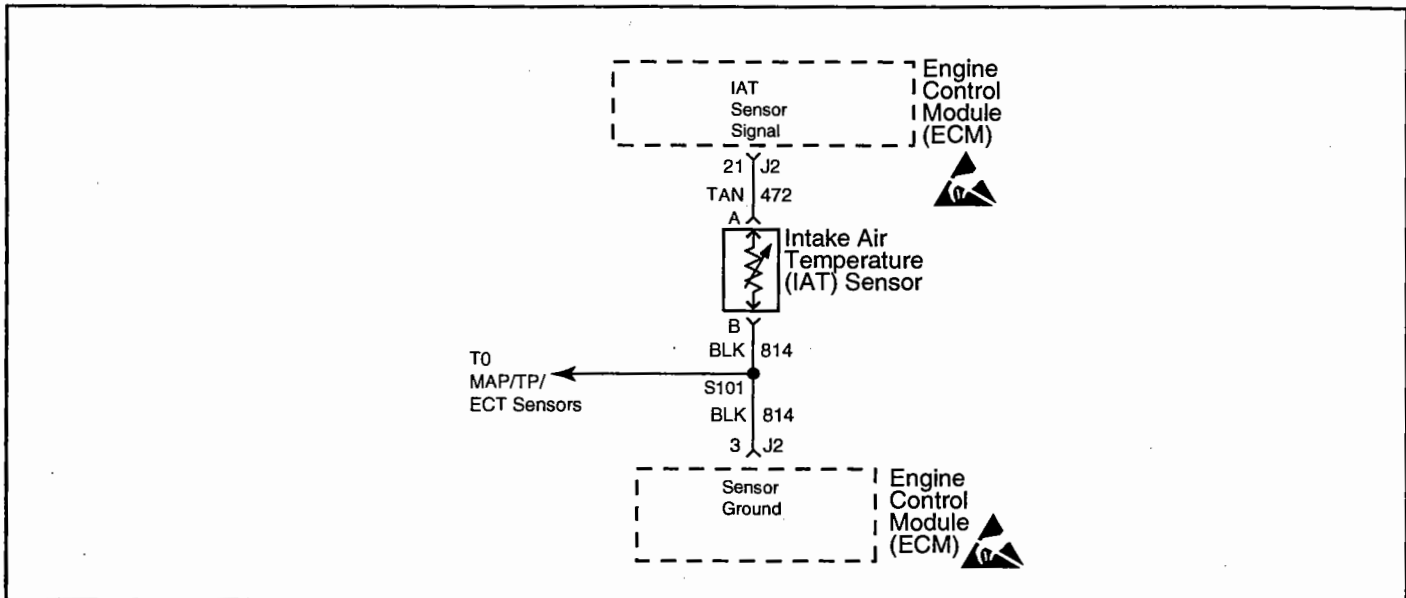 IAT
Sensor
Signal
Engine
Control
Module
(ECM)
21 J2
TAN 472
A
Intake Air
Temperature
(IAT) Sensor
B
BLK 814
T0
MAP/TP/
ECT Sensors
S101
BLK 814
3 J2
Sensor
Ground
Engine
Control
Module
(ECM)